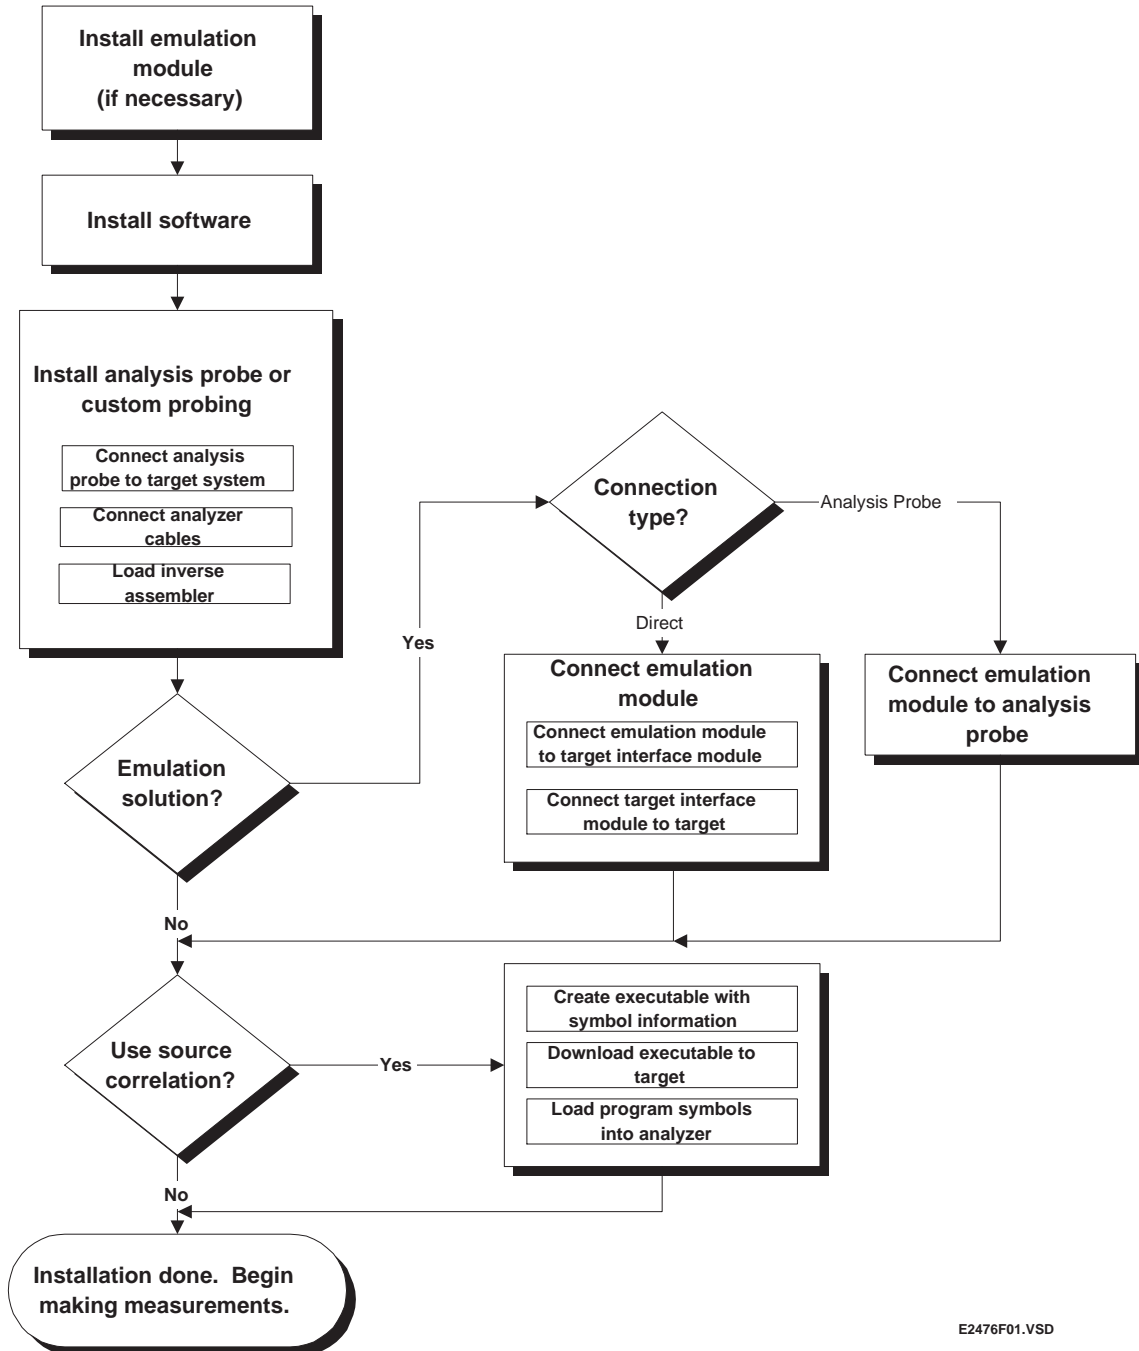 Install emulation
module
(if necessary)
Install software
Install analysis probe or
custom probing
Connect analysis
probe to target system
Connect analyzer
cables
Load inverse
assembler
Emulation
solution?
Yes
No
Connection
type?
Analysis Probe
Direct
Connect emulation
module
Connect emulation module
to target interface module
Connect target interface
module to target
Connect emulation
module to analysis
probe
Use source
correlation?
Yes
No
Create executable with
symbol information
Download executable to
target
Load program symbols
into analyzer
Installation done.  Begin
making measurements.
E2476F01.VSD